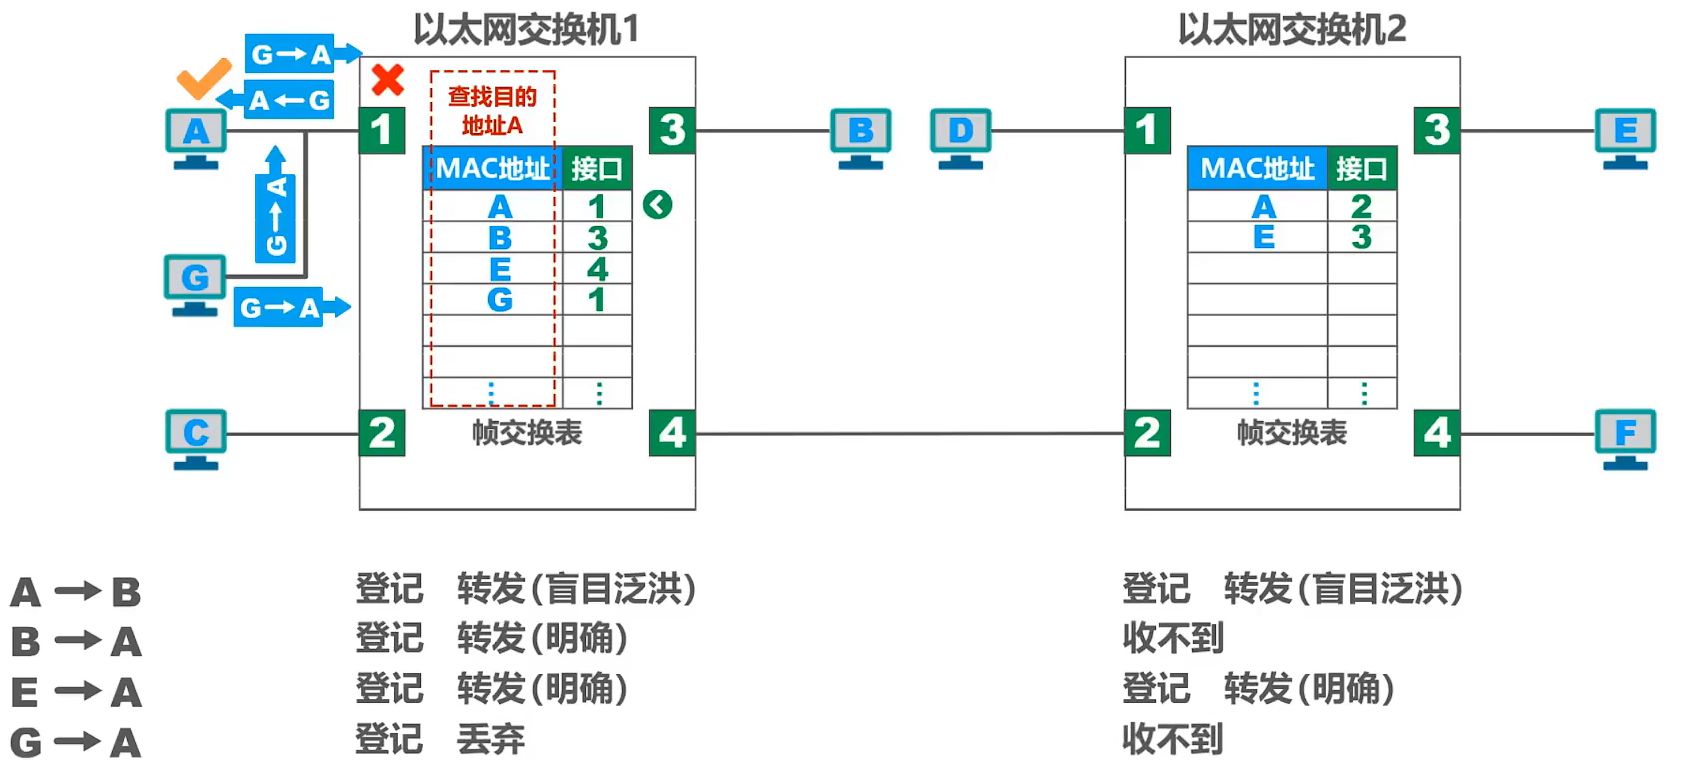 以太网交换机1
以太网交换机2
G→A
A←G
查找目的
地址A
A
1
3
B
D
1
3
E
MAC地址 接口
A 1
B 3
E 4
G 1
⋮ ⋮
帧交换表
MAC地址 接口
A 2
E 3
⋮ ⋮
帧交换表
G→A
G
G→A
C
2
4
2
4
F
A→B 登记 转发(盲目泛洪) 登记 转发(盲目泛洪)
B→A 登记 转发(明确) 收不到
E→A 登记 转发(明确) 登记 转发(明确)
G→A 登记 丢弃 收不到